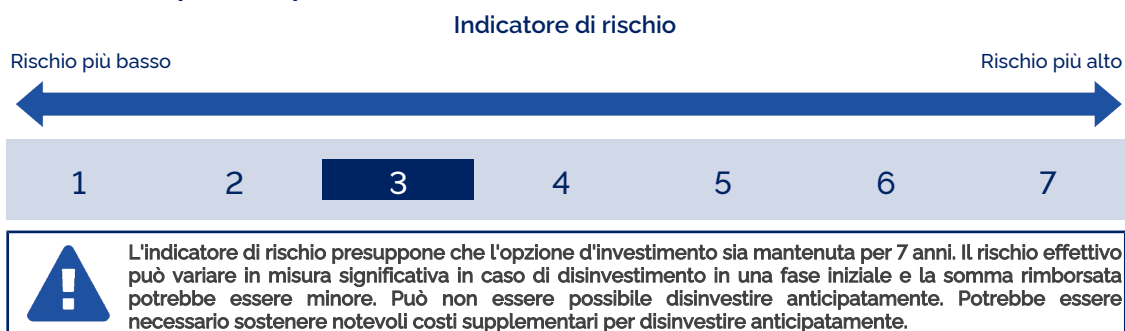 Indicatore di rischio
Rischio più basso
Rischio più alto
1 2 3 4 5 6 7
L'indicatore di rischio presuppone che l'opzione d'investimento sia mantenuta per 7 anni. Il rischio effettivo
può variare in misura significativa in caso di disinvestimento in una fase iniziale e la somma rimborsata
potrebbe essere minore. Può non essere possibile disinvestire anticipatamente. Potrebbe essere
necessario sostenere notevoli costi supplementari per disinvestire anticipatamente.